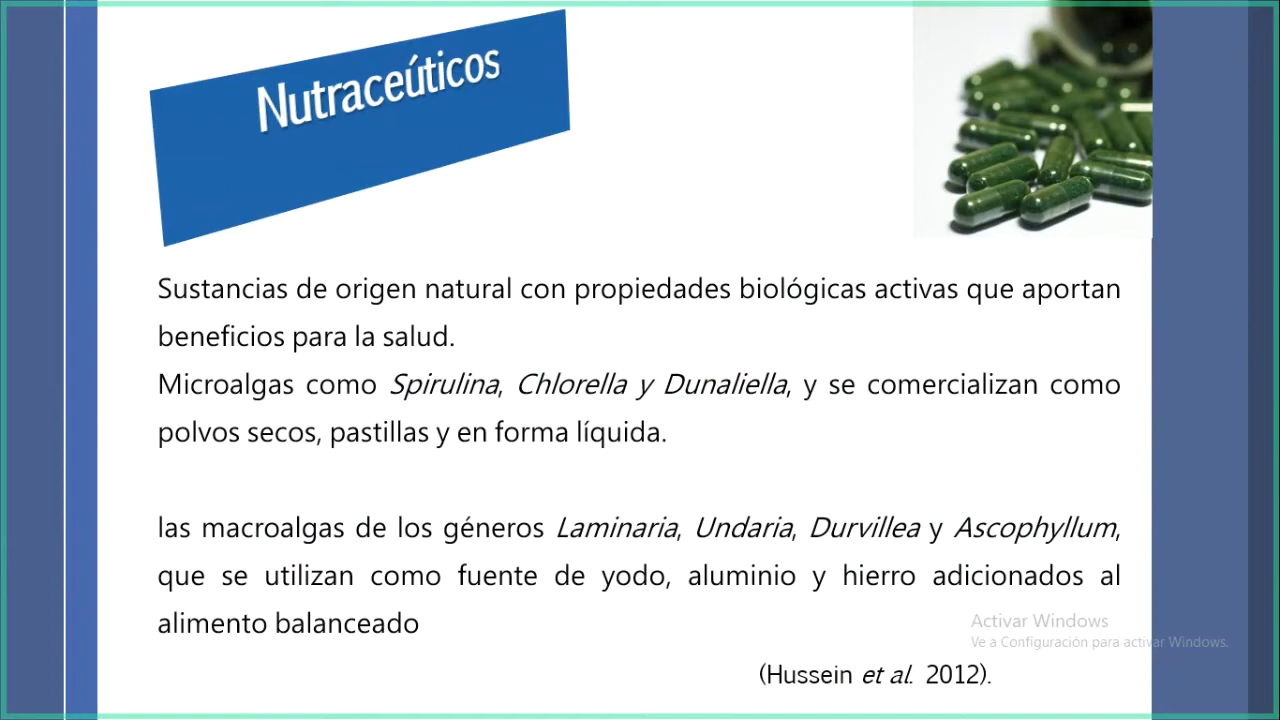 Nutraceúticos
Sustancias de origen natural con propiedades biológicas activas que aportan
beneficios para la salud.
Microalgas como Spirulina, Chlorella y Dunaliella, y se comercializan como
polvos secos, pastillas y en forma líquida.
las macroalgas de los géneros Laminaria, Undaria, Durvillea y Ascophyllum,
que se utilizan como fuente de yodo, aluminio y hierro adicionados al
alimento balanceado
Activar Windows
Ve a Configuración para activar Windows.
(Hussein et al. 2012).